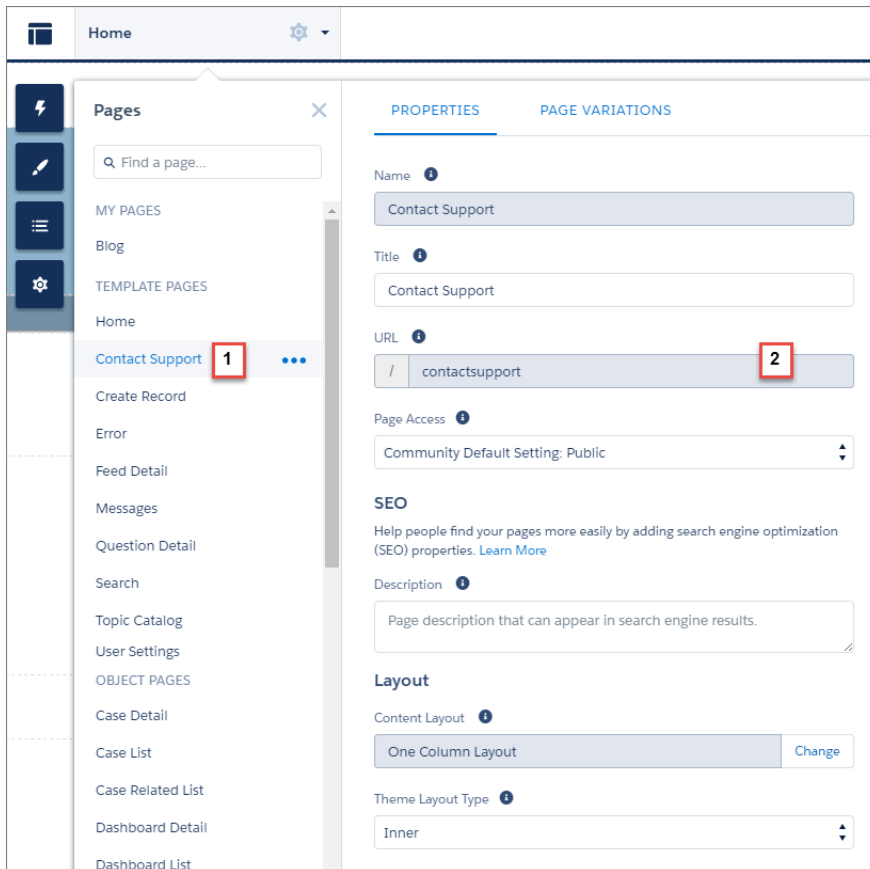 Home
Pages
Find a page...
MY PAGES
Blog
TEMPLATE PAGES
Home
Contact Support 1
Create Record
Error
Feed Detail
Messages
Question Detail
Search
Topic Catalog
User Settings
OBJECT PAGES
Case Detail
Case List
Case Related List
Dashboard Detail
Dashboard List
PROPERTIES PAGE VARIATIONS
Name
Contact Support
Title
Contact Support
URL
/ contactsupport 2
Page Access
Community Default Setting: Public
SEO
Help people find your pages more easily by adding search engine optimization
(SEO) properties. Learn More
Description
Page description that can appear in search engine results.
Layout
Content Layout
One Column Layout Change
Theme Layout Type
Inner